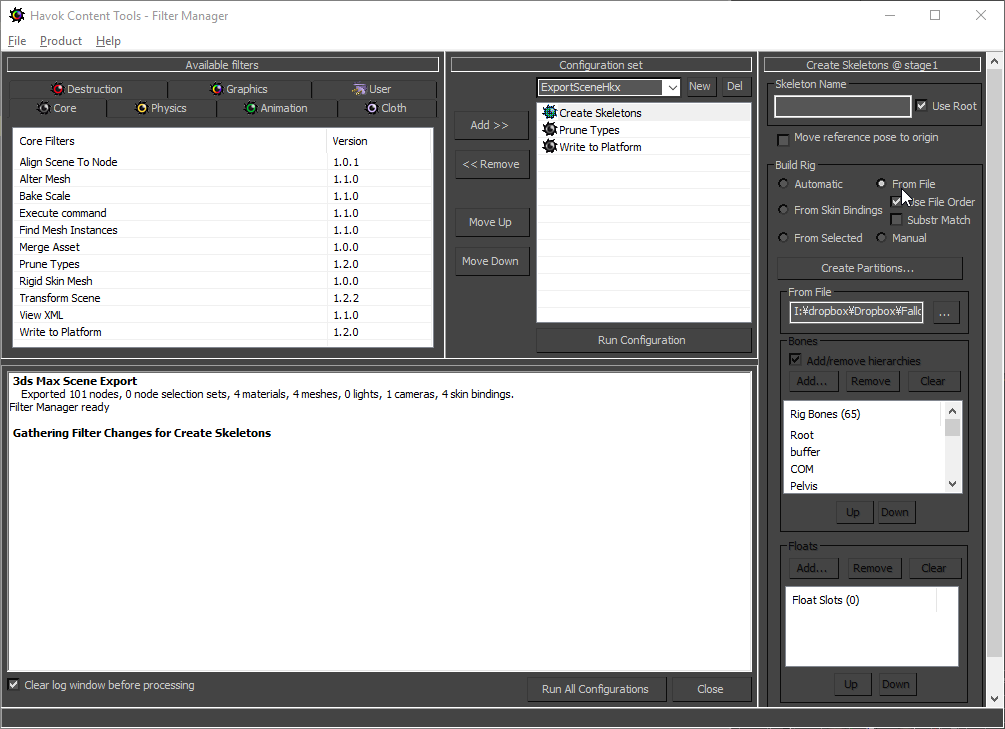 Havok Content Tools - Filter Manager
File Product Help
Available filters
Destruction Graphics User
Core Physics Animation Cloth
Core Filters Version
Align Scene To Node 1.0.1
Alter Mesh 1.1.0
Bake Scale 1.1.0
Execute command 1.1.0
Find Mesh Instances 1.1.0
Merge Asset 1.0.0
Prune Types 1.2.0
Rigid Skin Mesh 1.0.0
Transform Scene 1.2.2
View XML 1.1.0
Write to Platform 1.2.0
Configuration set
ExportSceneHkx New Del
Add >>
<< Remove
Move Up
Move Down
Create Skeletons
Prune Types
Write to Platform
Run Configuration
3ds Max Scene Export
Exported 101 nodes, 0 node selection sets, 4 materials, 4 meshes, 0 lights, 1 cameras, 4 skin bindings.
Filter Manager ready
Gathering Filter Changes for Create Skeletons
Clear log window before processing
Run All Configurations Close
Create Skeletons @ stage1
Skeleton Name
Use Root
Move reference pose to origin
Build Rig
Automatic From File
Use File Order
From Skin Bindings
Substr Match
From Selected Manual
Create Partitions...
From File
I:¥dropbox¥Dropbox¥Fallo ...
Bones
Add/remove hierarchies
Add... Remove Clear
Rig Bones (65)
Root
buffer
COM
Pelvis
Up Down
Floats
Add... Remove Clear
Float Slots (0)
Up Down